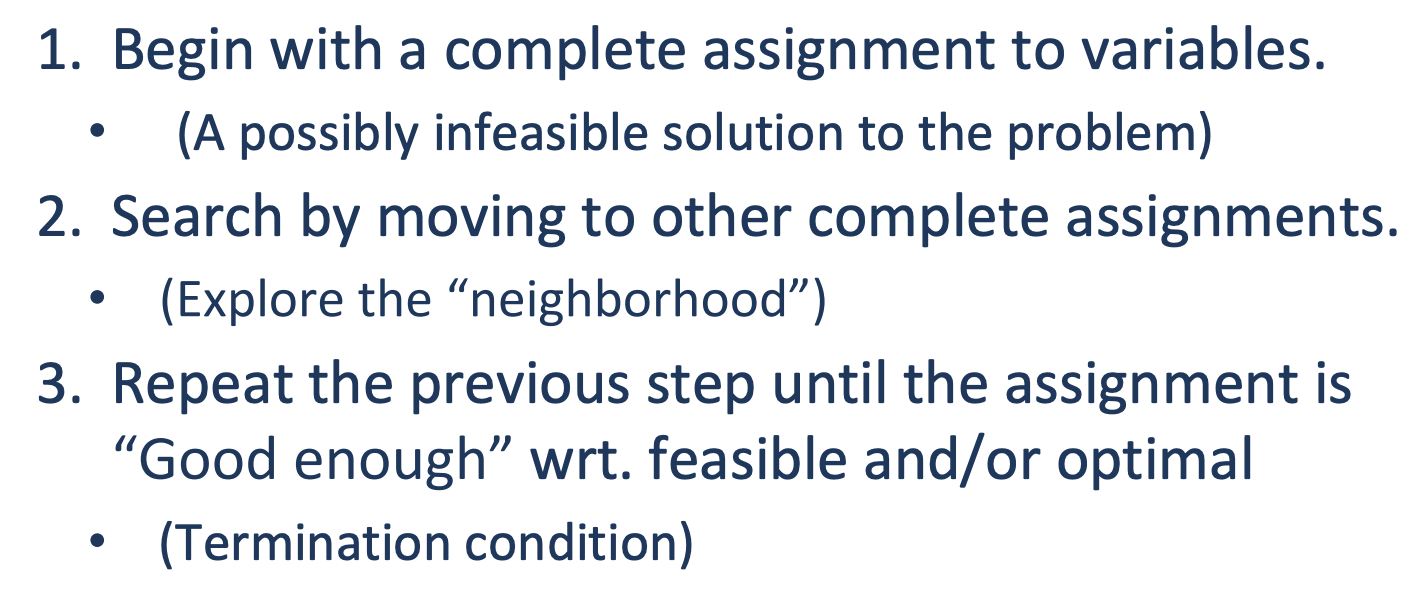 1. Begin with a complete assignment to variables.
• (A possibly infeasible solution to the problem)
2. Search by moving to other complete assignments.
• (Explore the “neighborhood”)
3. Repeat the previous step until the assignment is
“Good enough” wrt. feasible and/or optimal
• (Termination condition)